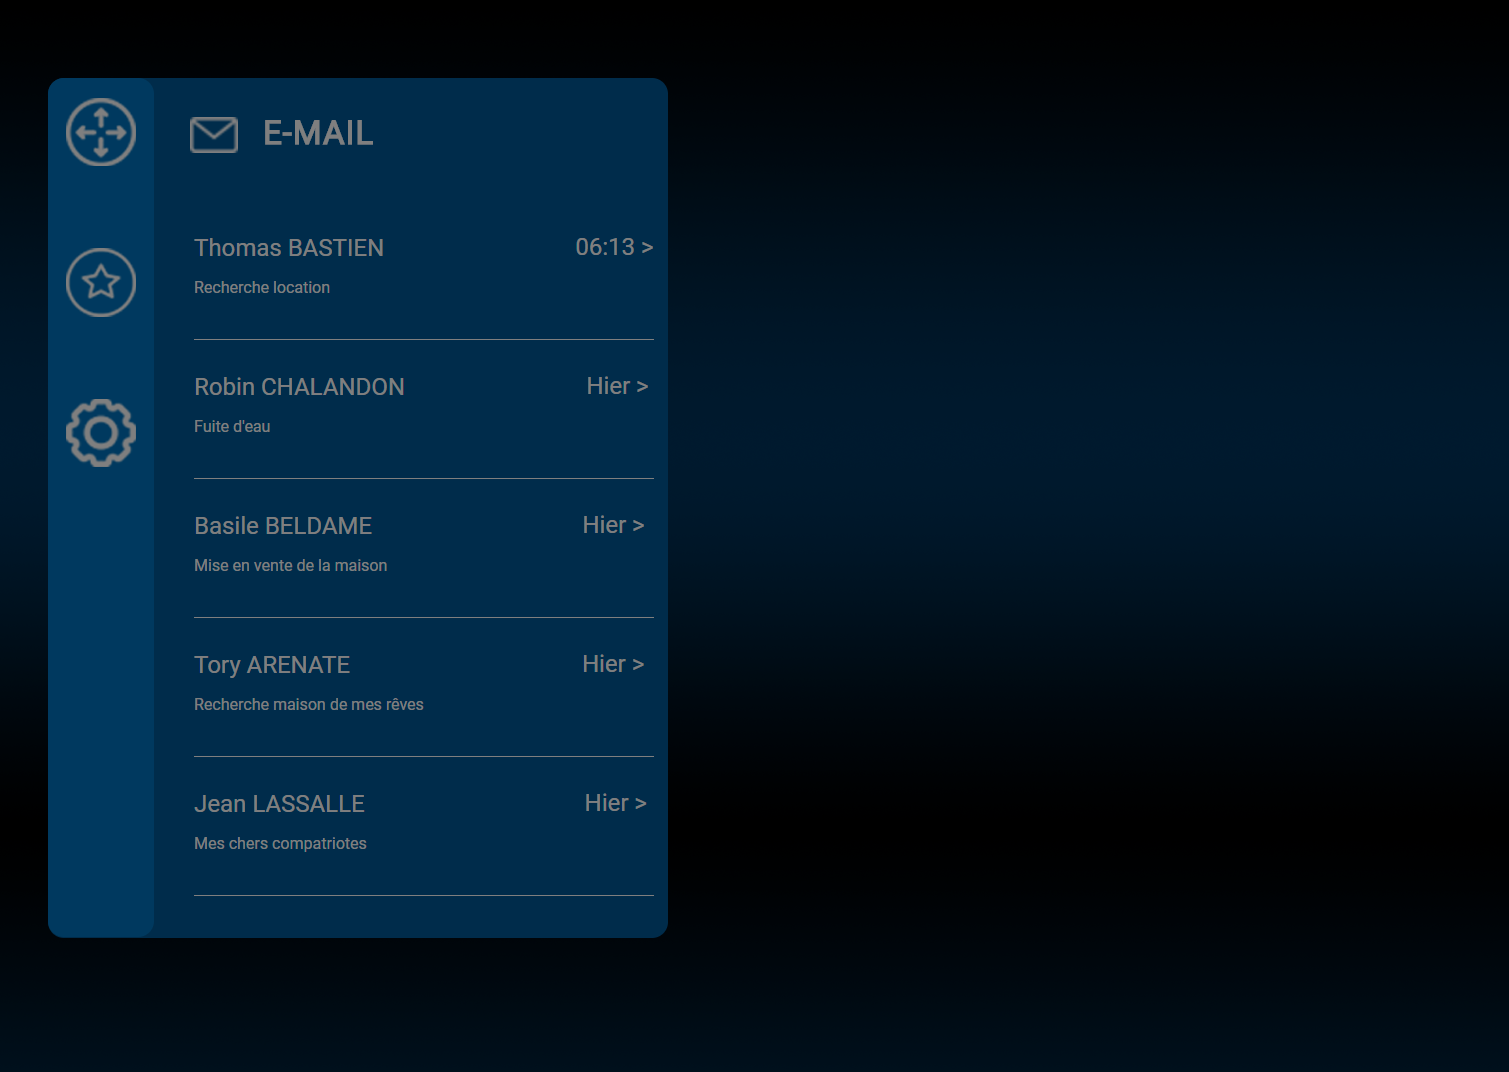 E-MAIL
Thomas BASTIEN 06:13 >
Recherche location
Robin CHALANDON Hier >
Fuite d'eau
Basile BELDAME Hier >
Mise en vente de la maison
Tory ARENATE Hier >
Recherche maison de mes rêves
Jean LASSALLE Hier >
Mes chers compatriotes